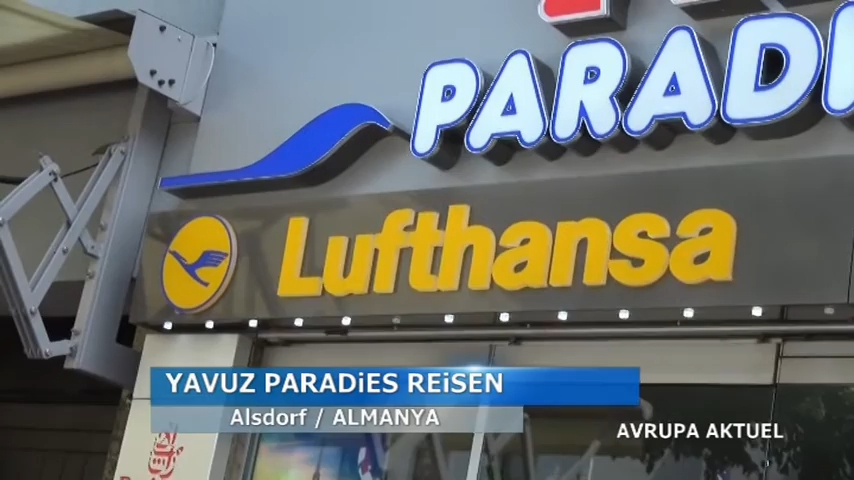 PARADI
Lufthansa
YAVUZ PARADiES REiSEN
Alsdorf / ALMANYA
AVRUPA AKTUEL